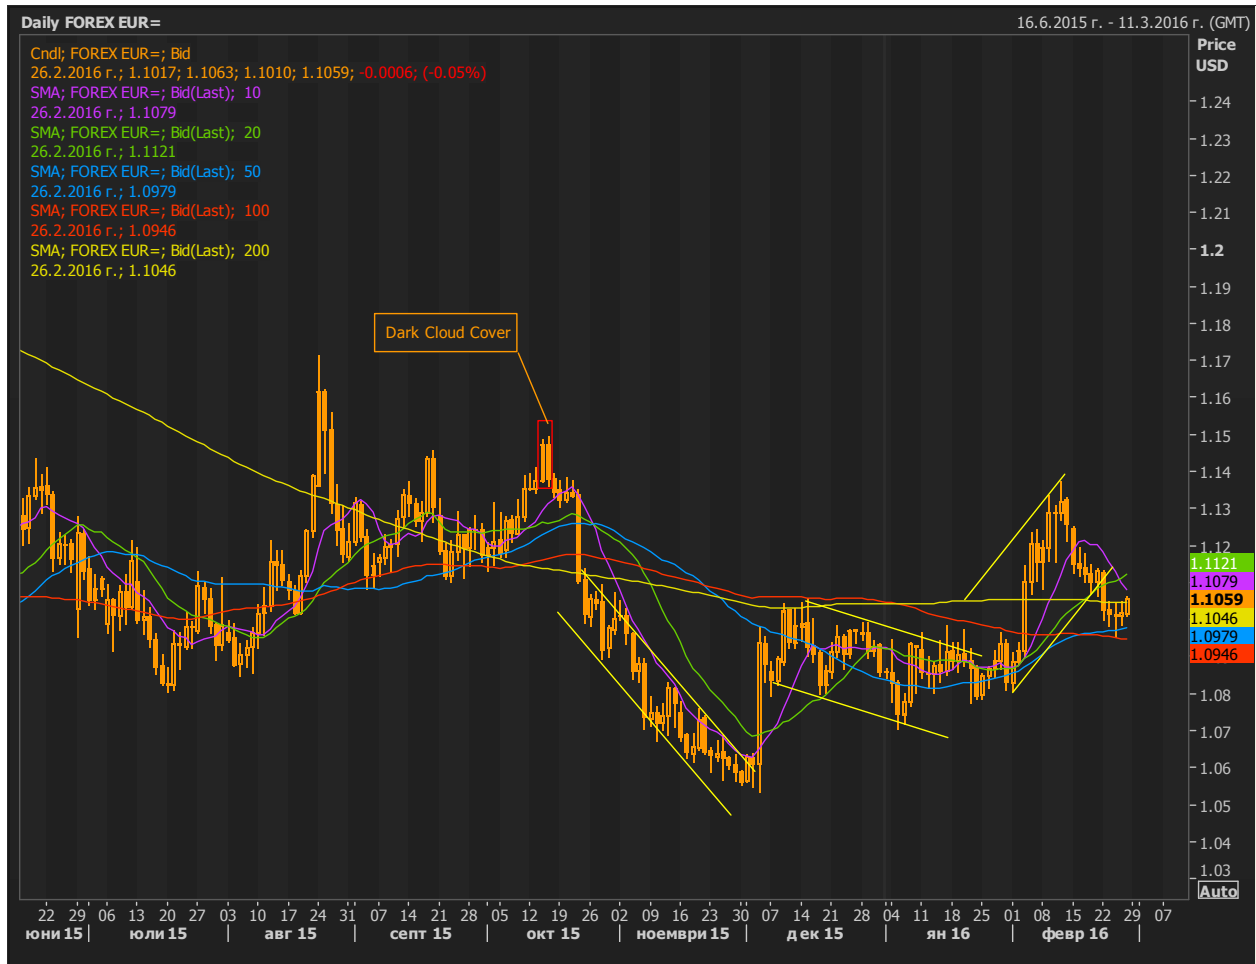 Daily FOREX EUR=
16.6.2015 г. - 11.3.2016 г. (GMT)
Price
USD
Cndl; FOREX EUR=; Bid
26.2.2016 г.; 1.1017; 1.1063; 1.1010; 1.1059; -0.0006; (-0.05%)
SMA; FOREX EUR=; Bid(Last); 10
26.2.2016 г.; 1.1079
SMA; FOREX EUR=; Bid(Last); 20
26.2.2016 г.; 1.1121
SMA; FOREX EUR=; Bid(Last); 50
26.2.2016 г.; 1.0979
SMA; FOREX EUR=; Bid(Last); 100
26.2.2016 г.; 1.0946
SMA; FOREX EUR=; Bid(Last); 200
26.2.2016 г.; 1.1046
Dark Cloud Cover
1.24
1.23
1.22
1.21
1.2
1.19
1.18
1.17
1.16
1.15
1.14
1.13
1.12
1.1121
1.1079
1.1059
1.1046
1.0979
1.0946
1.08
1.07
1.06
1.05
1.04
1.03
Auto
22 29 06 13 20 27 03 10 17 24 31 07 14 21 28 05 12 19 26 02 09 16 23 30 07 14 21 28 04 11 18 25 01 08 15 22 29 07
юни 15 юли 15 авг 15 септ 15 окт 15 ноември 15 дек 15 ян 16 февр 16